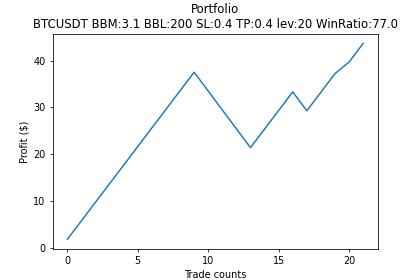 Portfolio
BTCUSDT BBM:3.1 BBL:200 SL:0.4 TP:0.4 lev:20 WinRatio:77.0
Profit ($)
40
30
20
10
0
0 5 10 15 20
Trade counts